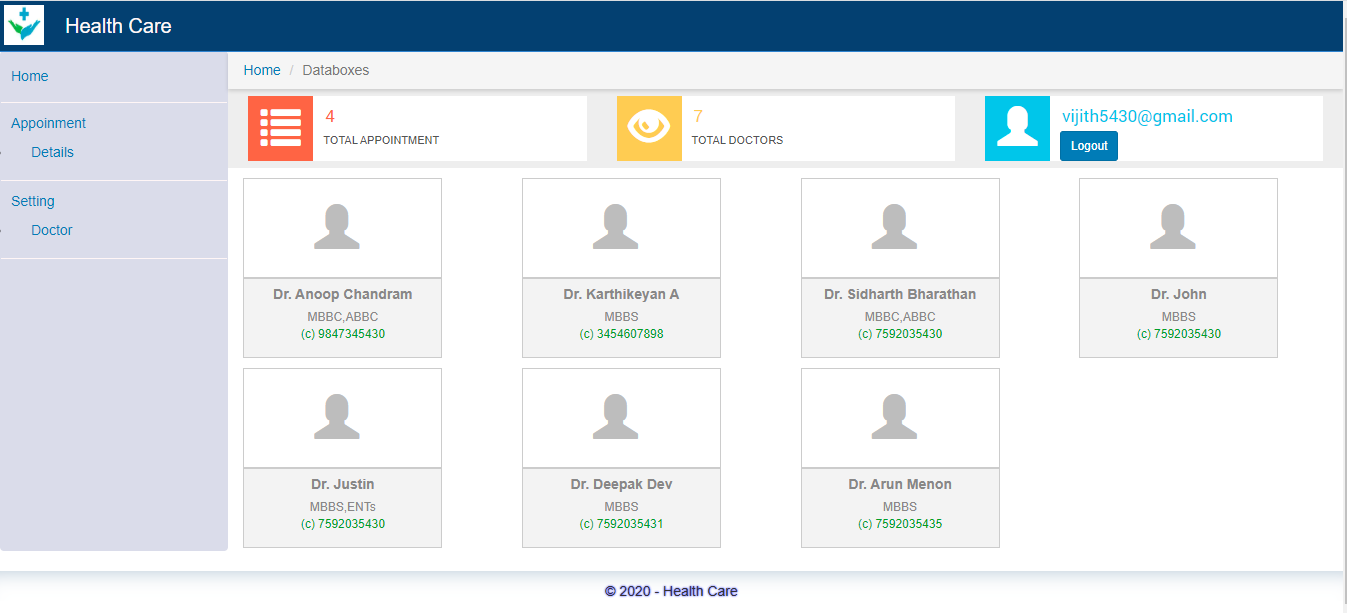 Health Care
Home
Appoinment
Details
Setting
Doctor
Home / Databoxes
4
TOTAL APPOINTMENT
7
TOTAL DOCTORS
vijith5430@gmail.com
Logout
Dr. Anoop Chandram
MBBC,ABBC
(c) 9847345430
Dr. Karthikeyan A
MBBS
(c) 3454607898
Dr. Sidharth Bharathan
MBBC,ABBC
(c) 7592035430
Dr. John
MBBS
(c) 7592035430
Dr. Justin
MBBS,ENTs
(c) 7592035430
Dr. Deepak Dev
MBBS
(c) 7592035431
Dr. Arun Menon
MBBS
(c) 7592035435
© 2020 - Health Care